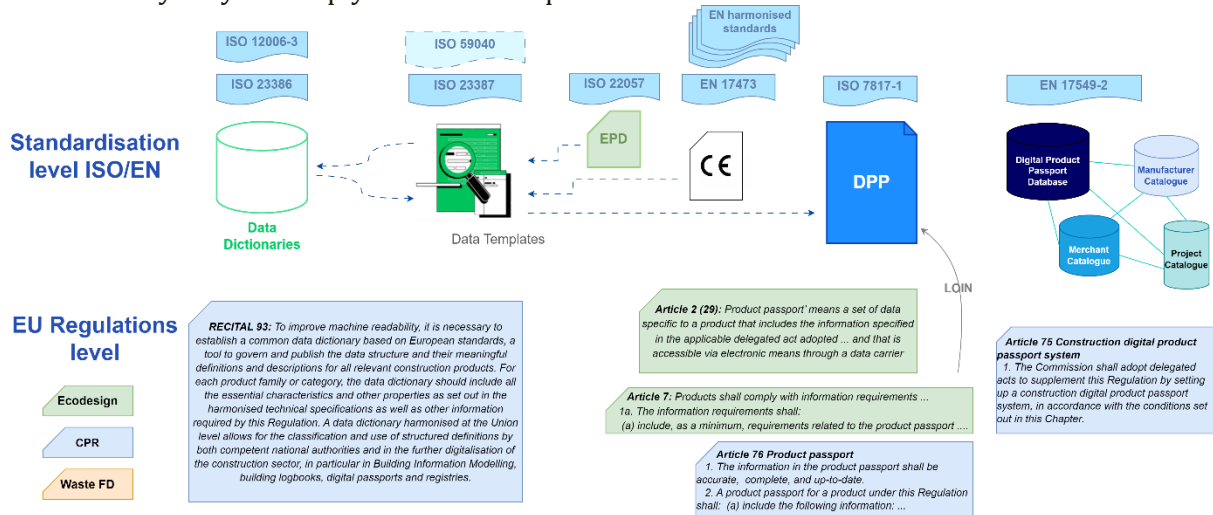 EN harmonised
standards
ISO 12006-3
ISO 59040
ISO 23386
ISO 23387
ISO 22057
EN 17473
ISO 7817-1
EN 17549-2
Standardisation
level ISO/EN
EPD
CE
DPP
Digital Product
Passport
Database
Manufacturer
Catalogue
Merchant
Catalogue
Project
Catalogue
Data
Dictionaries
Data Templates
LOIN
EU Regulations
level
Ecodesign
CPR
Waste FD
RECITAL 93: To improve machine readability, it is necessary to
establish a common data dictionary based on European standards, a
tool to govern and publish the data structure and their meaningful
definitions and descriptions for all relevant construction products. For
each product family or category, the data dictionary should include all
the essential characteristics and other properties as set out in the
harmonised technical specifications as well as other information
required by this Regulation. A data dictionary harmonised at the Union
level allows for the classification and use of structured definitions by
both competent national authorities and in the further digitalisation of
the construction sector, in particular in Building Information Modelling,
building logbooks, digital passports and registries.
Article 2 (29): Product passport’ means a set of data
specific to a product that includes the information specified
in the applicable delegated act adopted ... and that is
accessible via electronic means through a data carrier
Article 7: Products shall comply with information requirements ...
1a. The information requirements shall:
(a) include, as a minimum, requirements related to the product passport ....
Article 76 Product passport
1. The information in the product passport shall be
accurate, complete, and up-to-date.
2. A product passport for a product under this Regulation
shall: (a) include the following information: ...
Article 75 Construction digital product
passport system
1. The Commission shall adopt delegated
acts to supplement this Regulation by setting
up a construction digital product passport
system, in accordance with the conditions set
out in this Chapter.